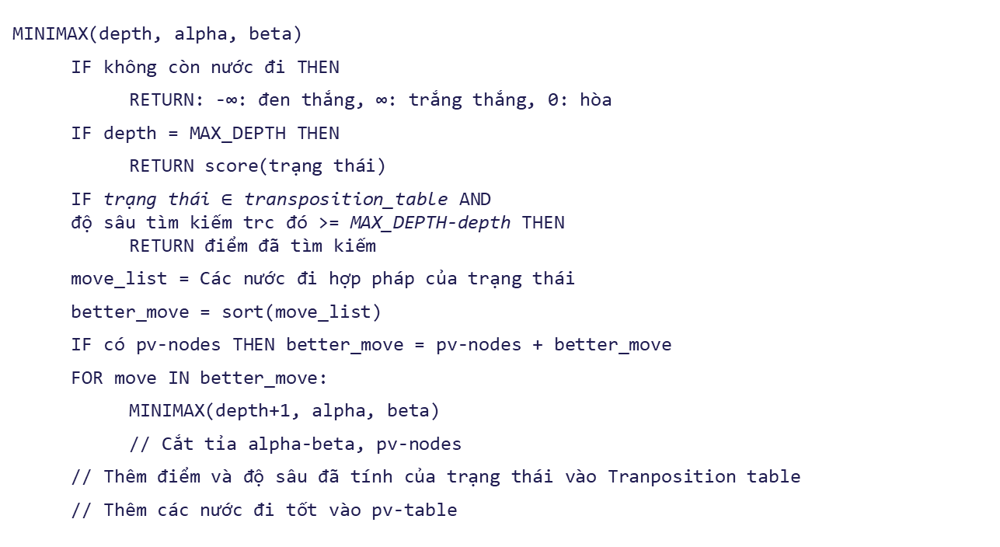 MINIMAX(depth, alpha, beta)
IF không còn nước đi THEN
RETURN: -∞: đen thắng, ∞: trắng thắng, 0: hòa
IF depth = MAX_DEPTH THEN
RETURN score(trạng thái)
IF trạng thái ∈ transposition_table AND
độ sâu tìm kiếm trc đó >= MAX_DEPTH-depth THEN
RETURN điểm đã tìm kiếm
move_list = Các nước đi hợp pháp của trạng thái
better_move = sort(move_list)
IF có pv-nodes THEN better_move = pv-nodes + better_move
FOR move IN better_move:
MINIMAX(depth+1, alpha, beta)
// Cắt tỉa alpha-beta, pv-nodes
// Thêm điểm và độ sâu đã tính của trạng thái vào Tranposition table
// Thêm các nước đi tốt vào pv-table